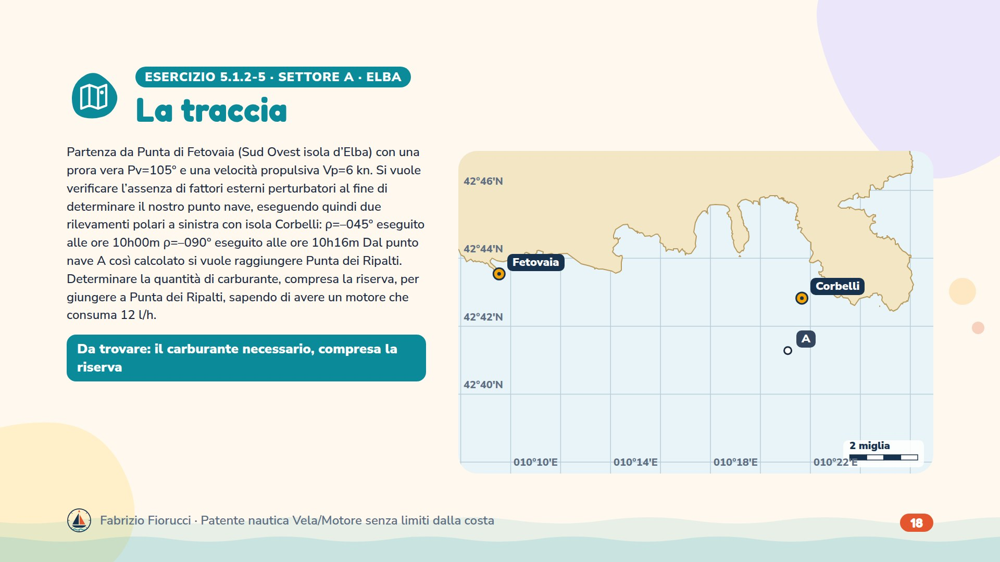 ESERCIZIO 5.1.2-5 · SETTORE A · ELBA
La traccia
Partenza da Punta di Fetovaia (Sud Ovest isola d’Elba) con una
prora vera Pv=105° e una velocità propulsiva Vp=6 kn. Si vuole
verificare l’assenza di fattori esterni perturbatori al fine di
determinare il nostro punto nave, eseguendo quindi due
rilevamenti polari a sinistra con isola Corbelli: ρ=–045° eseguito
alle ore 10h00m ρ=–090° eseguito alle ore 10h16m Dal punto
nave A così calcolato si vuole raggiungere Punta dei Ripalti.
Determinare la quantità di carburante, compresa la riserva, per
giungere a Punta dei Ripalti, sapendo di avere un motore che
consuma 12 l/h.
Da trovare: il carburante necessario, compresa la
riserva
42°46'N
42°44'N
Fetovaia
Corbelli
42°42'N
A
42°40'N
2 miglia
010°10'E
010°14'E
010°18'E
010°22'E
Fabrizio Fiorucci · Patente nautica Vela/Motore senza limiti dalla costa
18